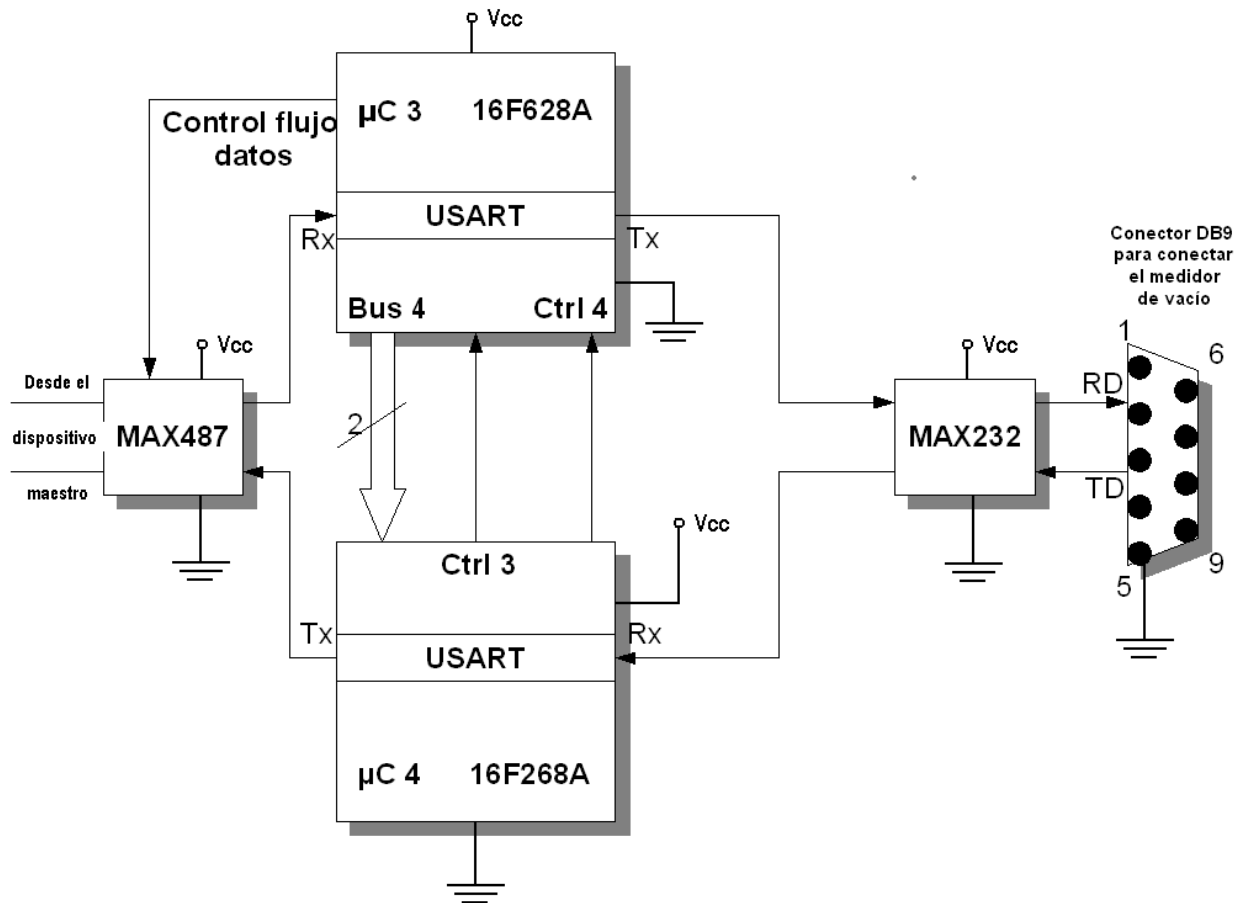 Vcc
µC 3 16F628A
Control flujo
datos
USART
Rx
Tx
Bus 4 Ctrl 4
Conector DB9
para conectar
el medidor
de vacío
Vcc
Vcc
1
6
Desde el
dispositivo
maestro
MAX487
2
MAX232
RD
TD
5
9
Vcc
Ctrl 3
Tx
Rx
USART
µC 4 16F268A